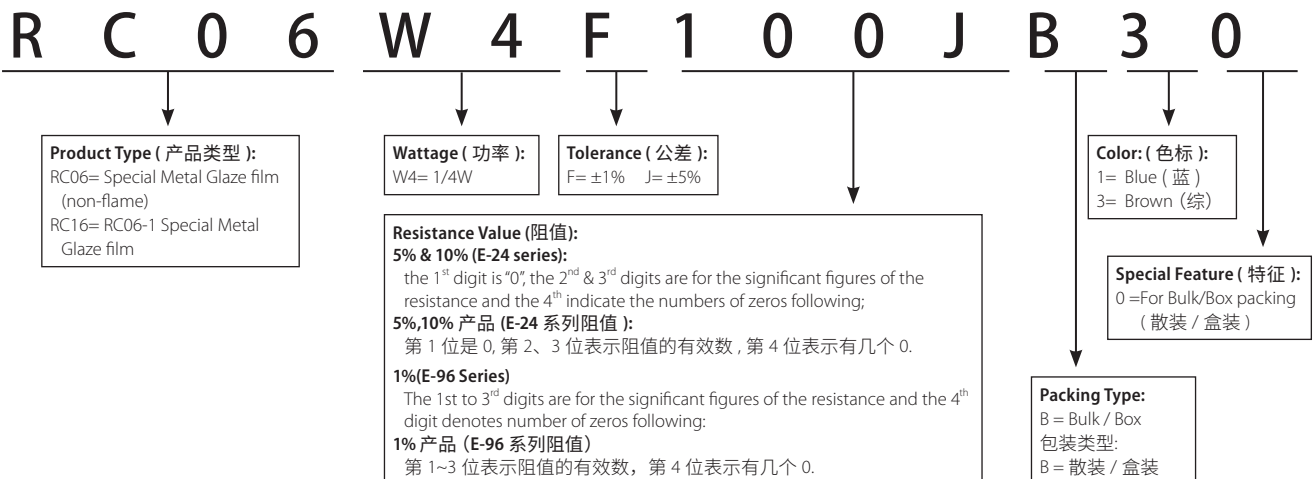 R C 0 6 W 4 F 1 0 0 J B 3 0
Product Type ( 产品类型 ):
RC06= Special Metal Glaze film
(non-flame)
RC16= RC06-1 Special Metal
Glaze film
Wattage ( 功率 ):
W4= 1/4W
Tolerance ( 公差 ):
F= ±1% J= ±5%
Resistance Value (阻值):
5% & 10% (E-24 series):
the 1st digit is “0”, the 2nd & 3rd digits are for the significant figures of the
resistance and the 4th indicate the numbers of zeros following;
5%,10% 产品 (E-24 系列阻值 ):
第 1 位是 0, 第 2、3 位表示阻值的有效数 , 第 4 位表示有几个 0.
1%(E-96 Series)
The 1st to 3rd digits are for the significant figures of the resistance and the 4th
digit denotes number of zeros following:
1% 产品（E-96 系列阻值）
第 1~3 位表示阻值的有效数，第 4 位表示有几个 0.
Color: ( 色标 ):
1= Blue ( 蓝 )
3= Brown（综）
Special Feature ( 特征 ):
0 =For Bulk/Box packing
( 散装 / 盒装 )
Packing Type:
B = Bulk / Box
包装类型:
B = 散装 / 盒装